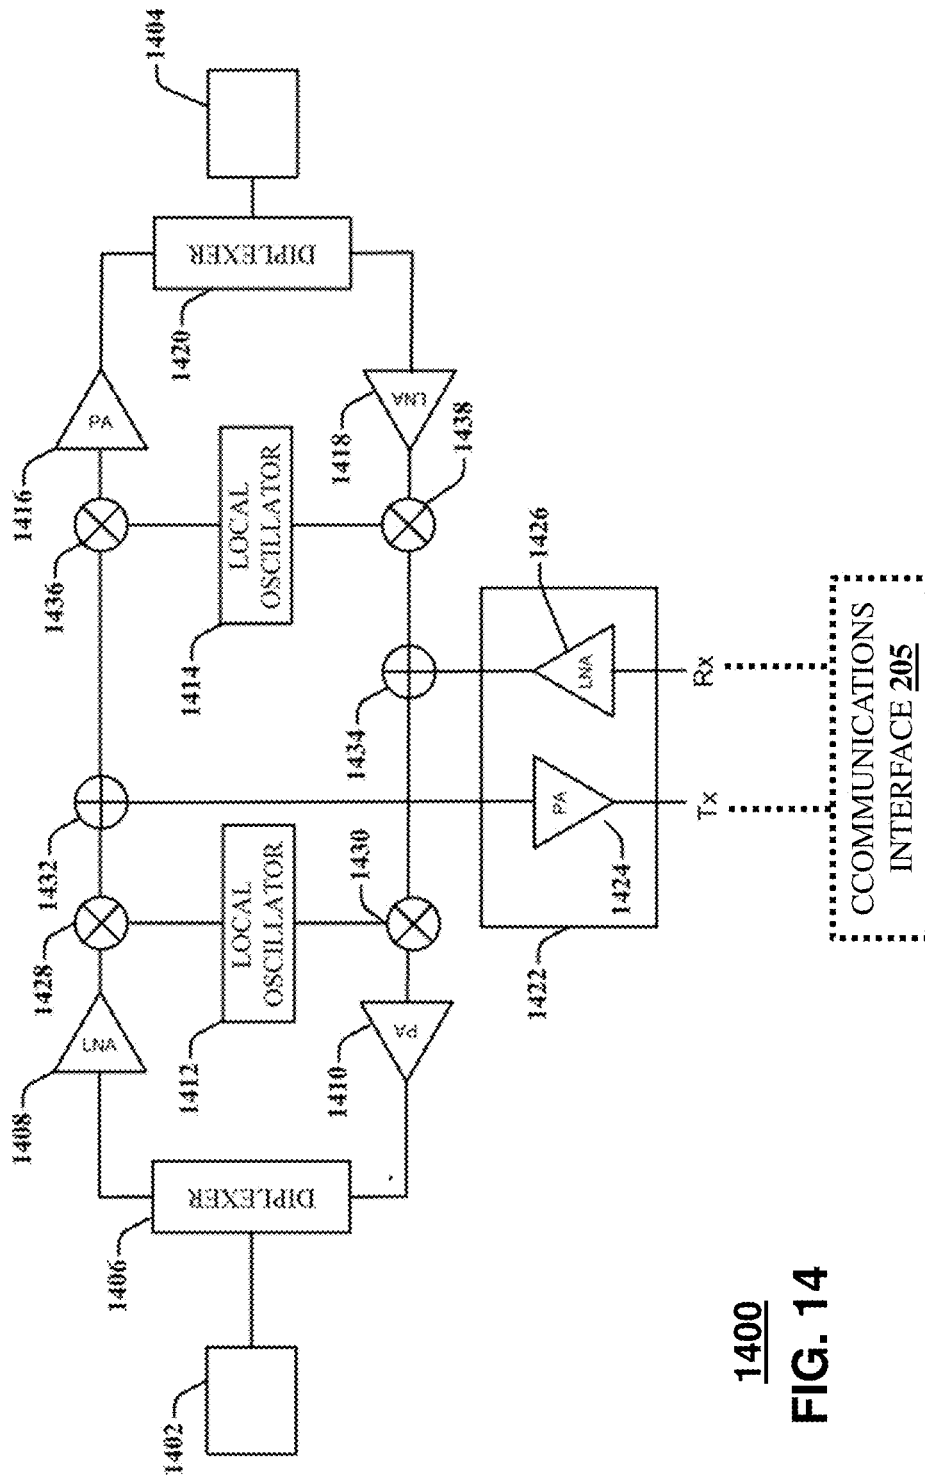 1402
1406
DIPLEXER
1408
LNA
1410
PA
1412
LOCAL
OSCILLATOR
1428
1430
1432
1422
PA
1424
Tx
1434
LNA
1426
Rx
1414
LOCAL
OSCILLATOR
1436
1438
1416
PA
1418
LNA
1420
DIPLEXER
1404
CCOMMUNICATIONS
INTERFACE 205
1400
FIG. 14